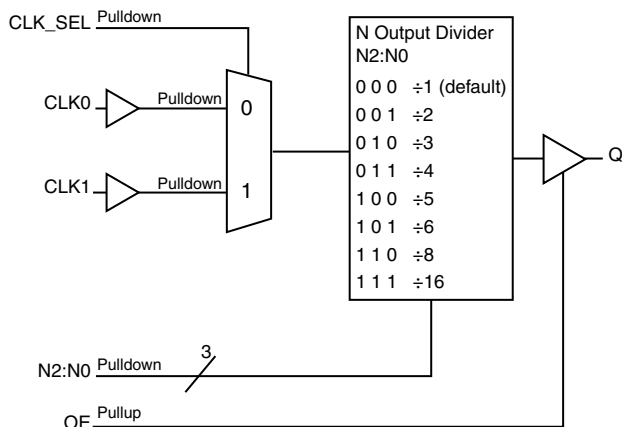 CLK_SEL Pulldown
N Output Divider
N2:N0
0 0 0 ÷1 (default)
0 0 1 ÷2
0 1 0 ÷3
0 1 1 ÷4
1 0 0 ÷5
1 0 1 ÷6
1 1 0 ÷8
1 1 1 ÷16
CLK0 Pulldown 0
CLK1 Pulldown 1
Q
N2:N0 Pulldown 3
OE Pullup